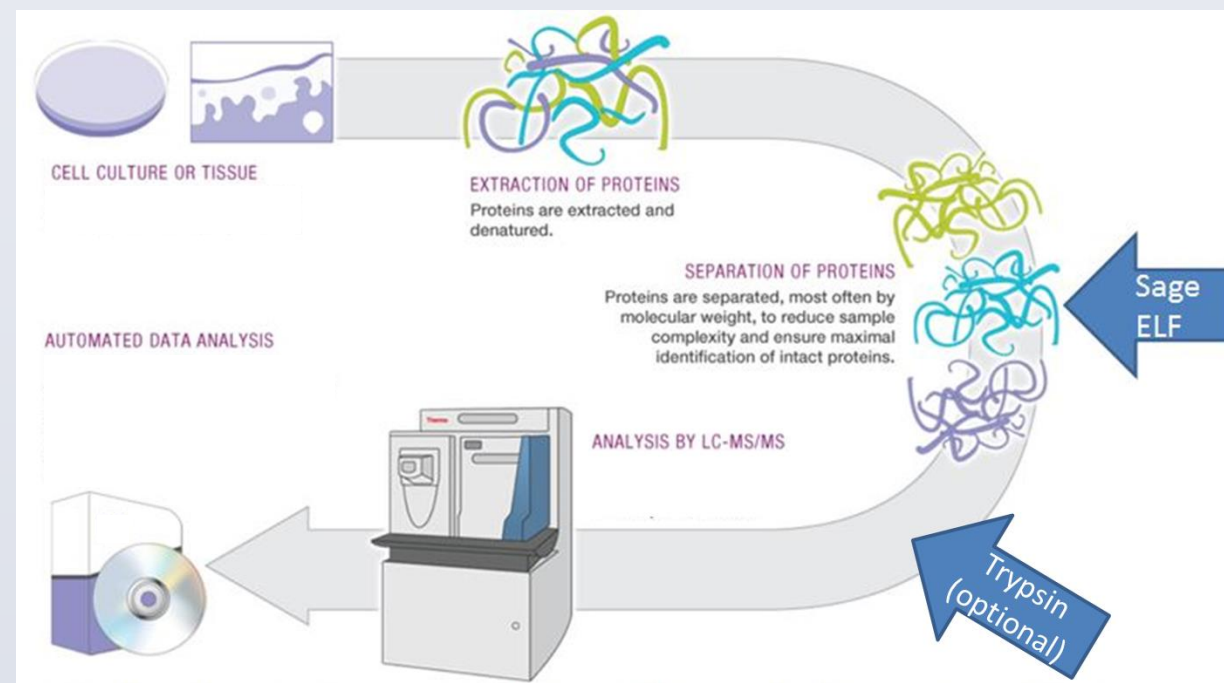 CELL CULTURE OR TISSUE
EXTRACTION OF PROTEINS
Proteins are extracted and
denatured.
SEPARATION OF PROTEINS
Proteins are separated, most often by
molecular weight, to reduce sample
complexity and ensure maximal
identification of intact proteins.
Sage
ELF
Trypsin
(optional)
ANALYSIS BY LC-MS/MS
Thermo
AUTOMATED DATA ANALYSIS